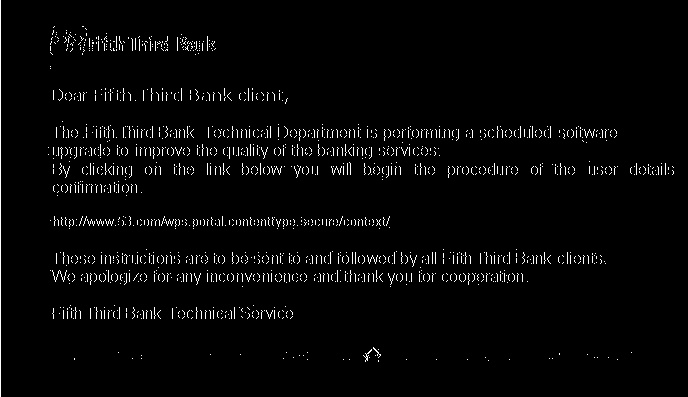 Fifth Third Bank
Dear Fifth Third Bank client,
The Fifth Third Bank Technical Department is performing a scheduled software
upgrade to improve the quality of the banking services.
By clicking on the link below you will begin the procedure of the user details
confirmation.
http://www.53.com/wps.portal.contenttype.secure/context/
These instructions are to be sent to and followed by all Fifth Third Bank clients.
We apologize for any inconvenience and thank you for cooperation.
Fifth Third Bank Technical Service